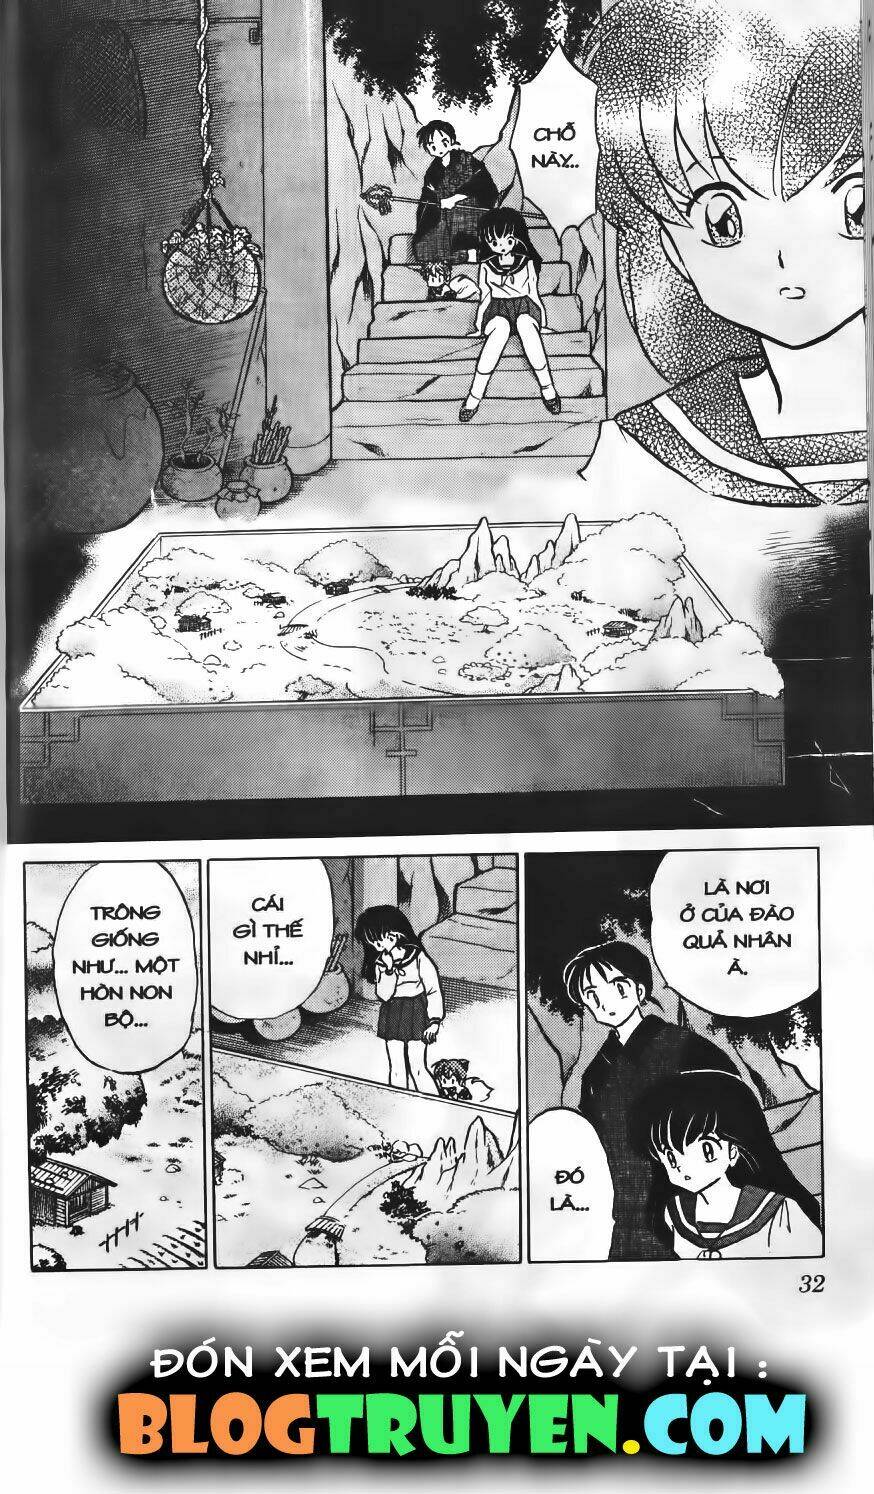 CHỖ
NÀY...
LÀ NƠI
Ở CỦA ĐÀO
QUẢ NHÂN
À.
ĐÓ
LÀ...
CÁI
GÌ THẾ
NHỈ...
TRÔNG
GIỐNG
NHƯ... MỘT
HÒN NON
BỘ...
32
ĐÓN XEM MỖI NGÀY TẠI :
BLOGTRUYEN.COM